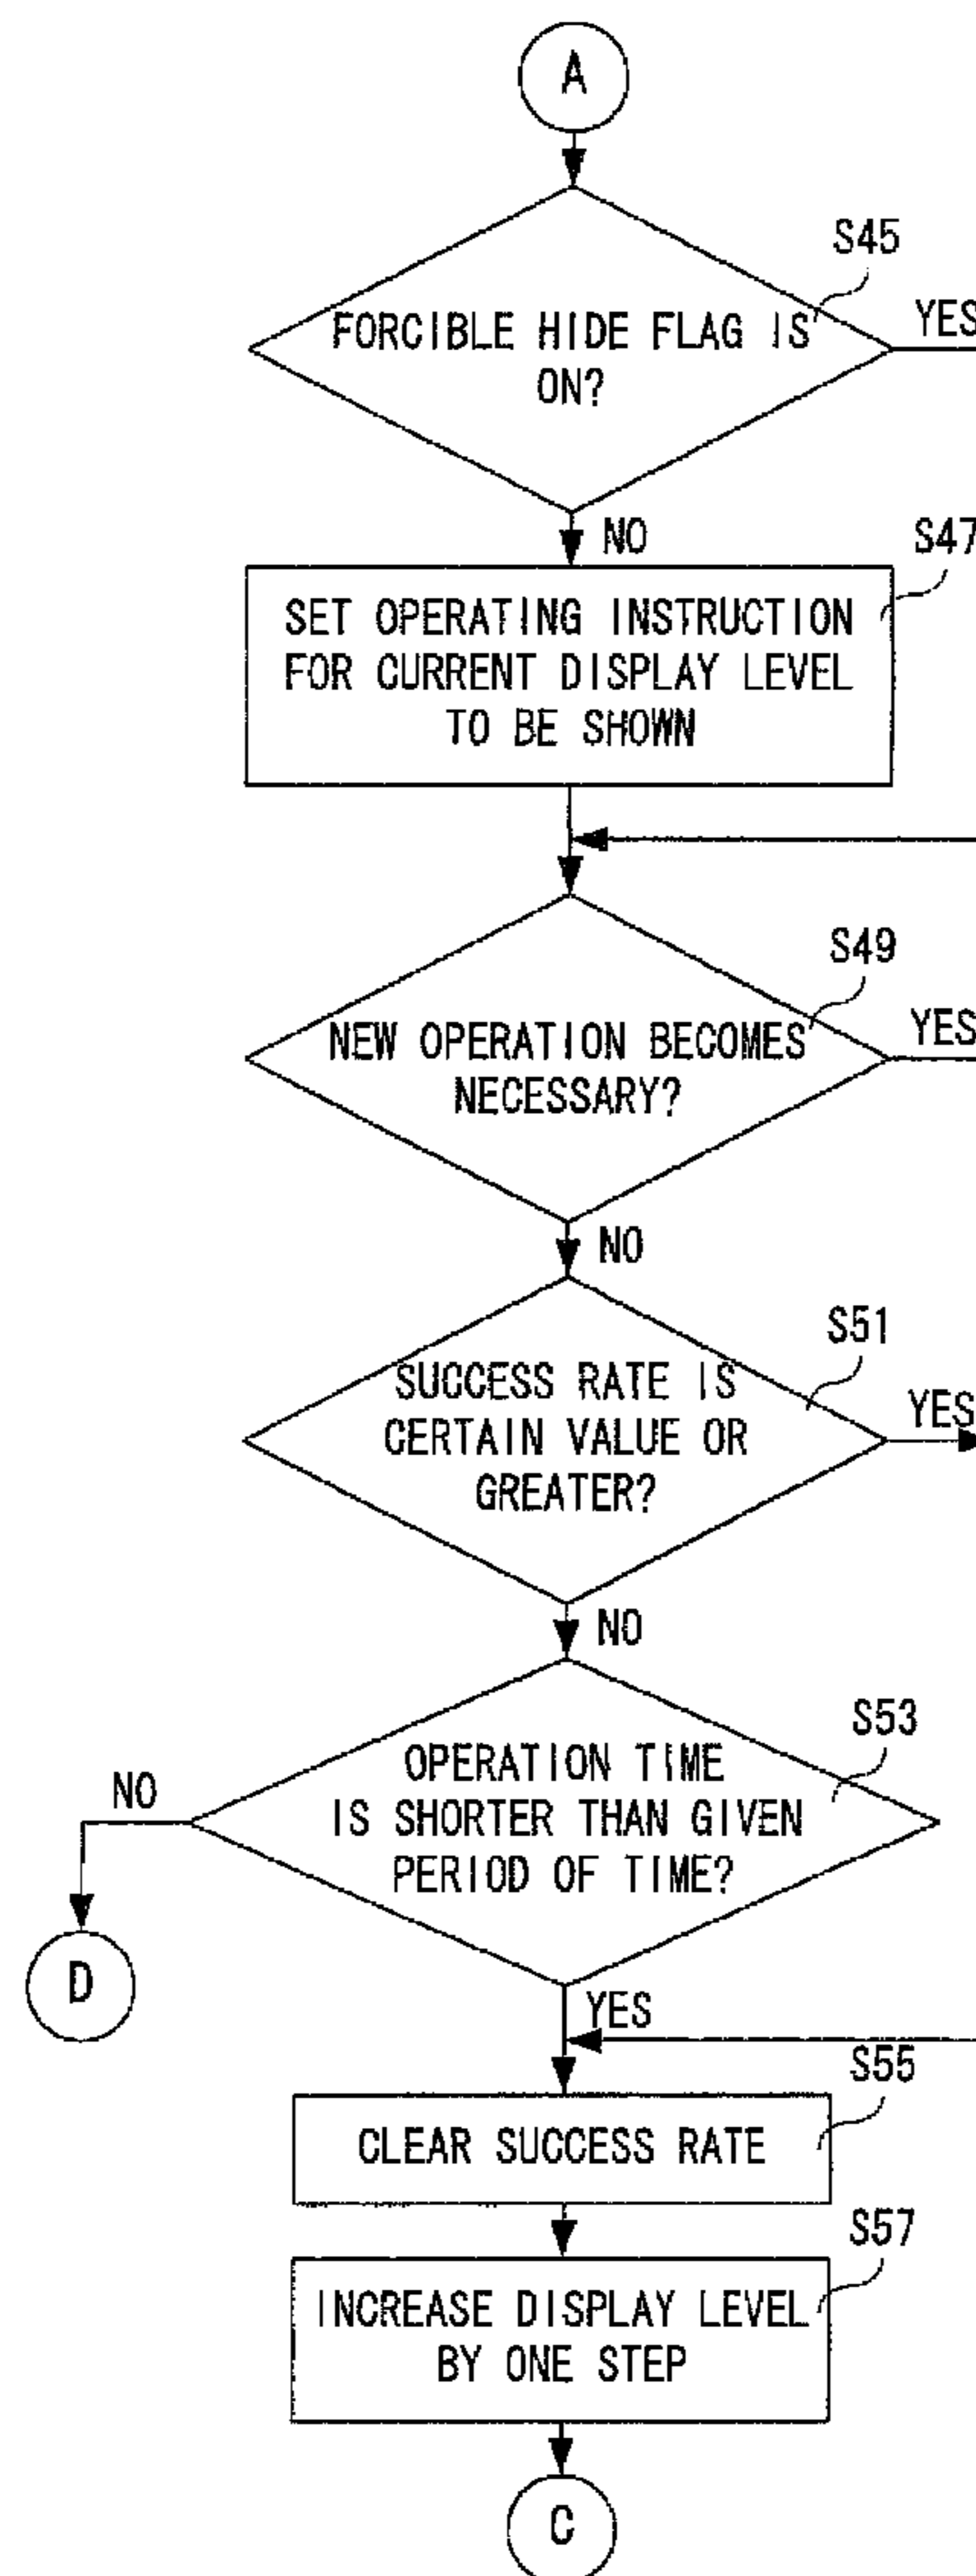 A
S45
FORCIBLE HIDE FLAG IS
ON?
YES
NO
S47
SET OPERATING INSTRUCTION
FOR CURRENT DISPLAY LEVEL
TO BE SHOWN
S49
NEW OPERATION BECOMES
NECESSARY?
YES
NO
S51
SUCCESS RATE IS
CERTAIN VALUE OR
GREATER?
YES
NO
S53
OPERATION TIME
IS SHORTER THAN GIVEN
PERIOD OF TIME?
NO
D
YES
S55
CLEAR SUCCESS RATE
S57
INCREASE DISPLAY LEVEL
BY ONE STEP
C